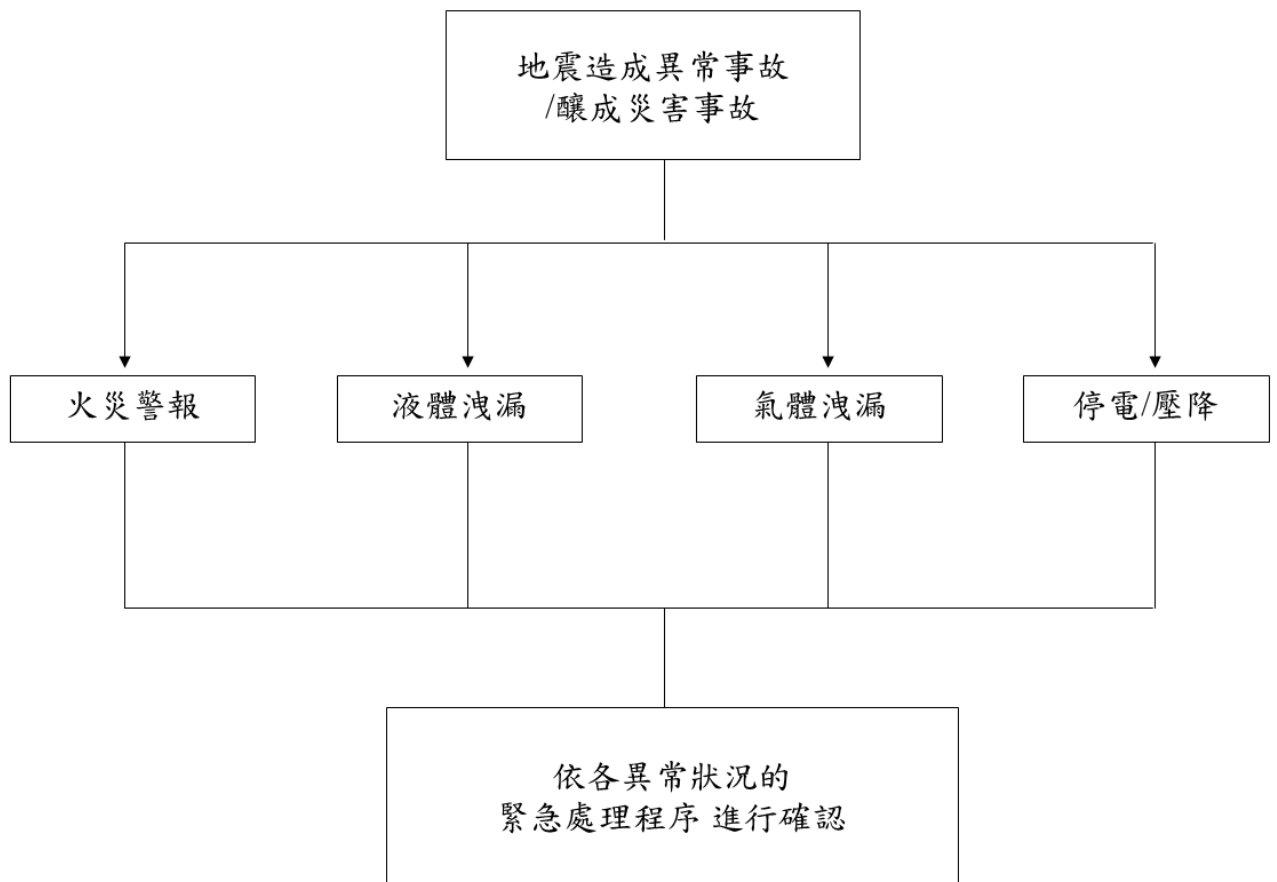 地震造成異常事故
/釀成災害事故
火災警報
液體洩漏
氣體洩漏
停電/壓降
依各異常狀況的
緊急處理程序 進行確認